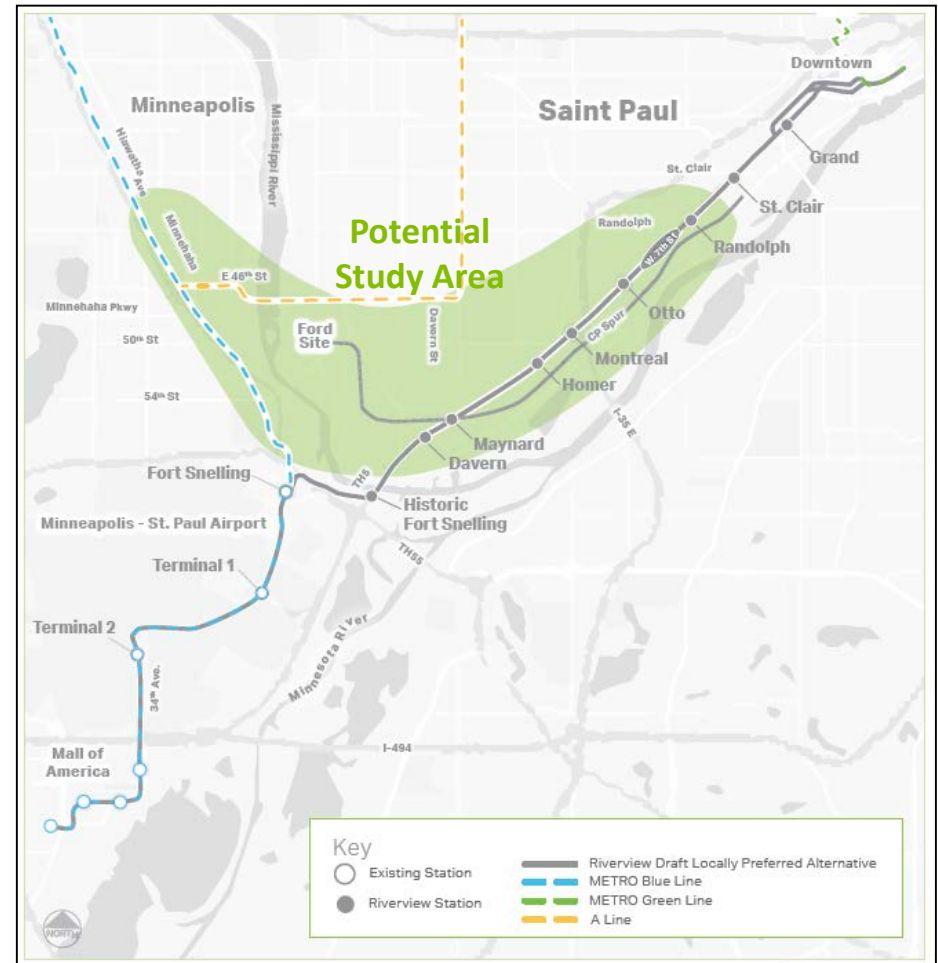 Downtown
Minneapolis
Mississippi River
Saint Paul
Hiawatha Ave
Grand
St. Clair
St. Clair
Minnehaha
Randolph
Potential
Study Area
W. 7th St
Randolph
E 46th St
Minnehaha Pkwy
Davern St
Otto
Ford
Site
CP Spur
50th St
Montreal
Homer
54th St
I-35 E
Maynard
Davern
Fort Snelling
TH5
Historic
Fort Snelling
Minneapolis - St. Paul Airport
TH55
Terminal 1
Terminal 2
Minnesota River
34th Ave.
I-494
Mall of
America
Key
Existing Station
Riverview Station
Riverview Draft Locally Preferred Alternative
METRO Blue Line
METRO Green Line
A Line
NORTH